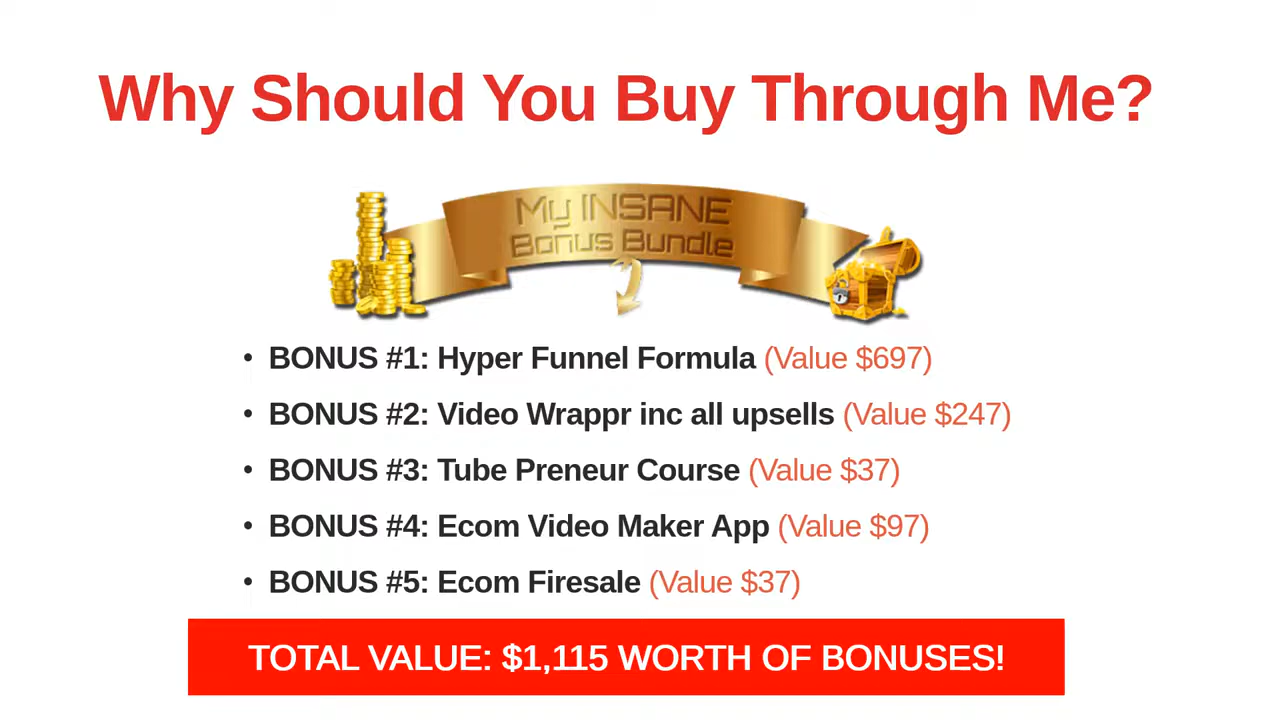 Why Should You Buy Through Me?
My INSANE
Bonus Bundle
• BONUS #1: Hyper Funnel Formula (Value $697)
• BONUS #2: Video Wrappr inc all upsells (Value $247)
• BONUS #3: Tube Preneur Course (Value $37)
• BONUS #4: Ecom Video Maker App (Value $97)
• BONUS #5: Ecom Firesale (Value $37)
TOTAL VALUE: $1,115 WORTH OF BONUSES!